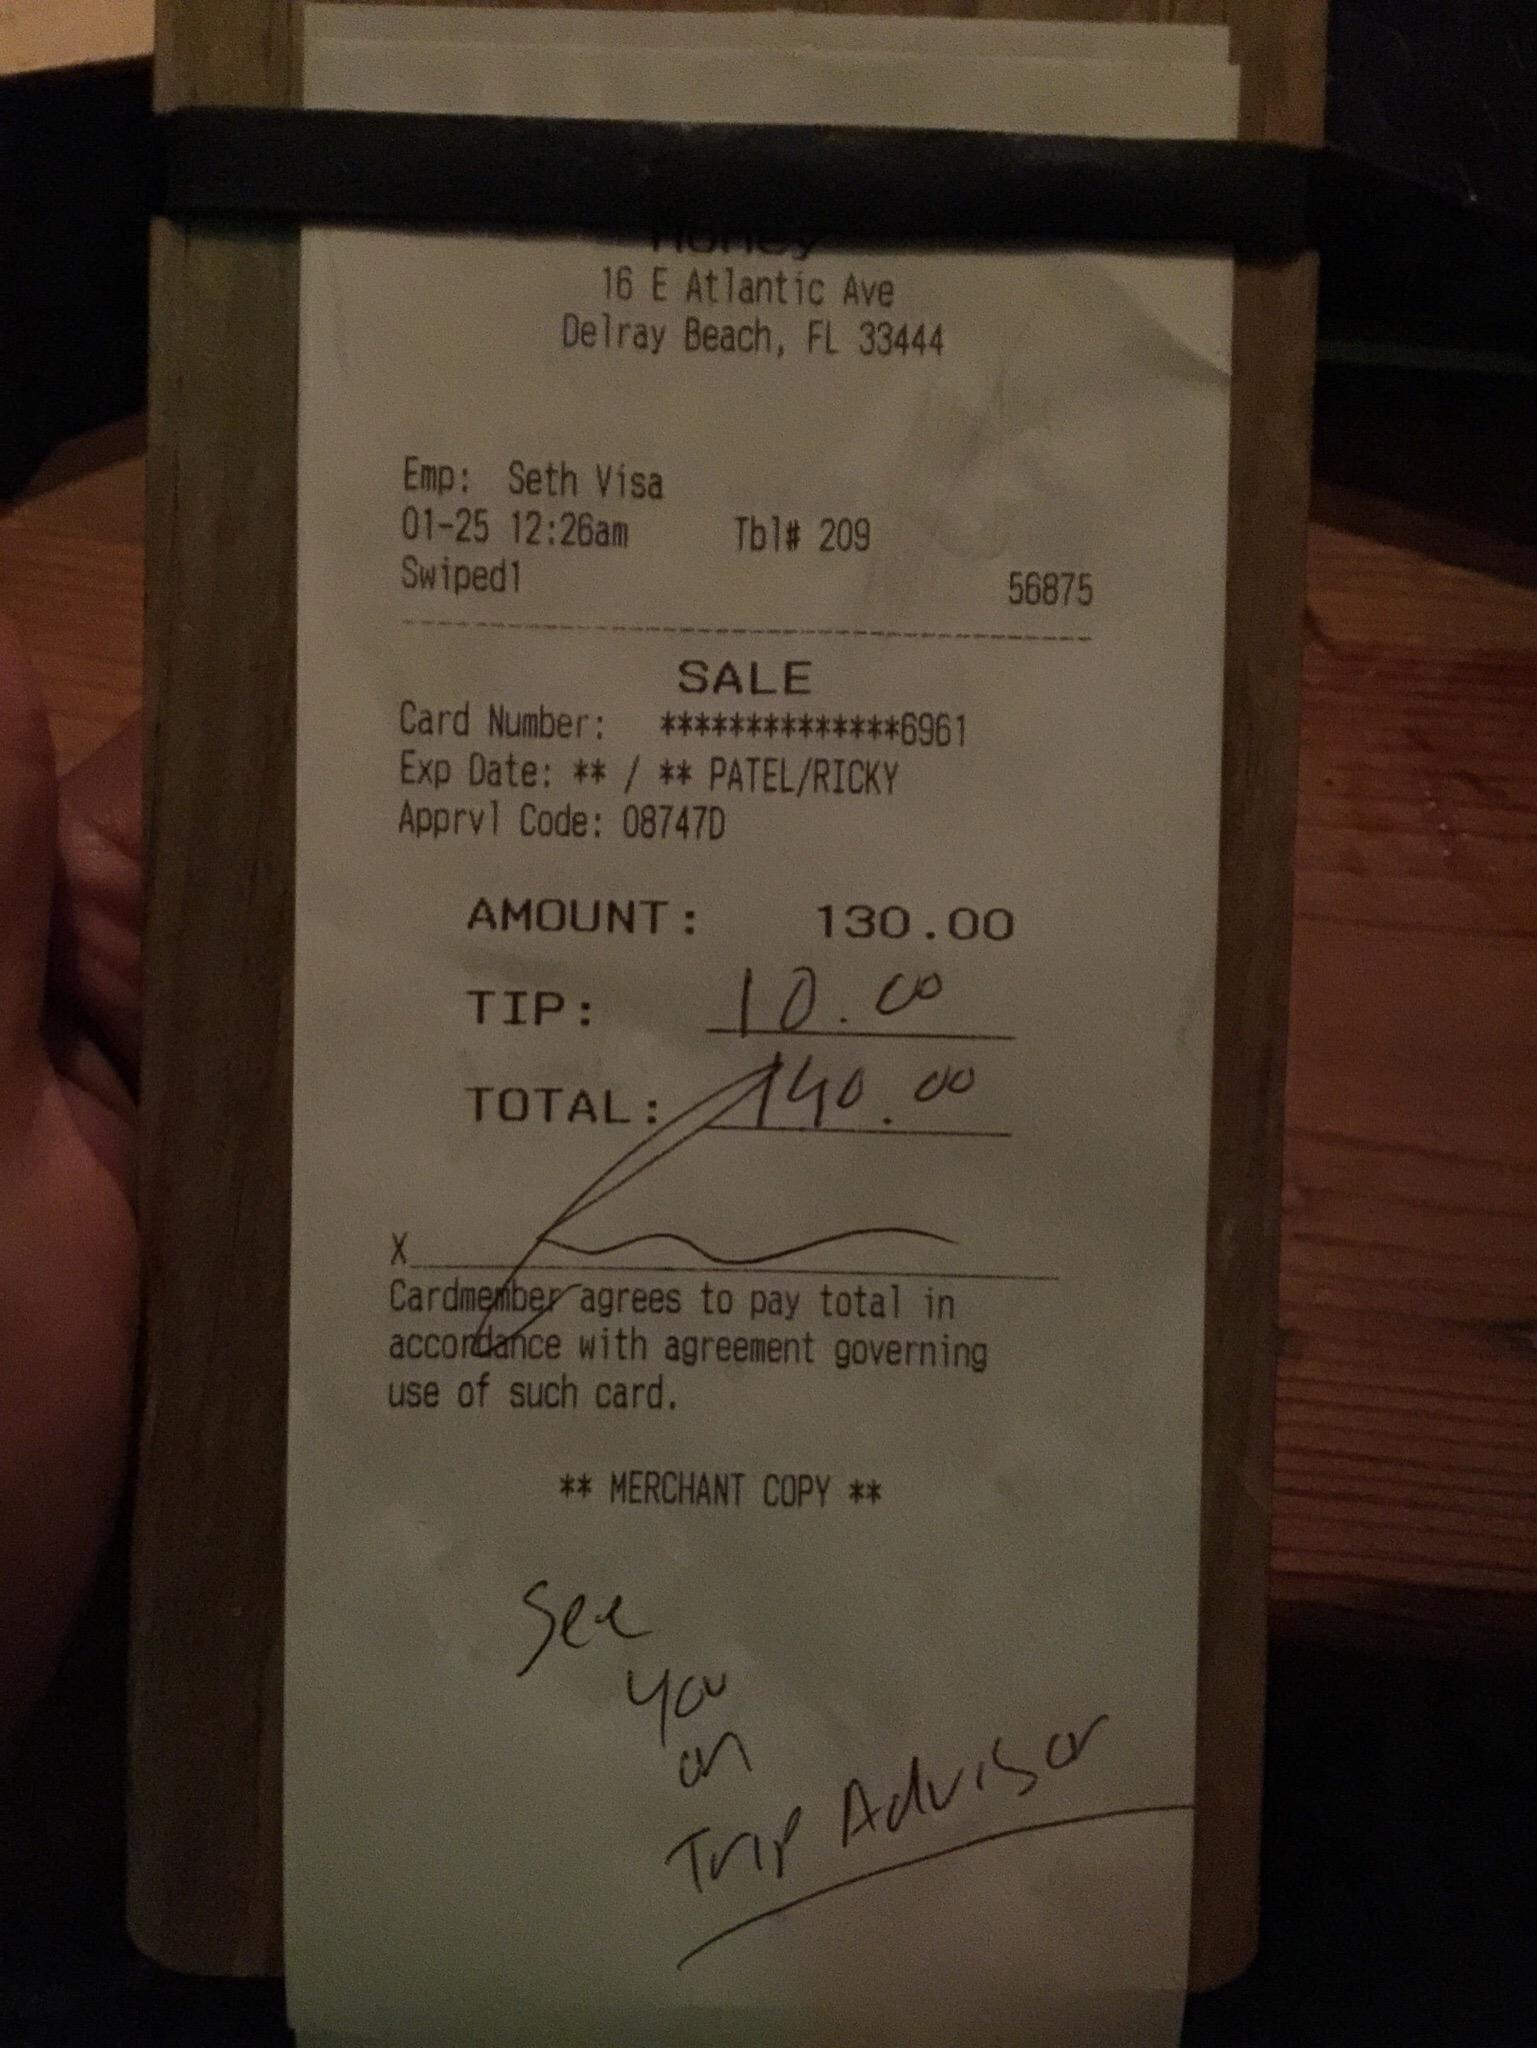 Honey
16 E Atlantic Ave
Delray Beach, FL 33444
Emp: Seth Visa
01-25 12:26am Tbl# 209
Swiped1 56875
SALE
Card Number: **************6961
Exp Date: ** / ** PATEL/RICKY
Apprvl Code: 08747D
AMOUNT: 130.00
TIP: 10.00
TOTAL: 140.00
X
Cardmember agrees to pay total in
accordance with agreement governing
use of such card.
** MERCHANT COPY **
See
you
on
Trip Advisor